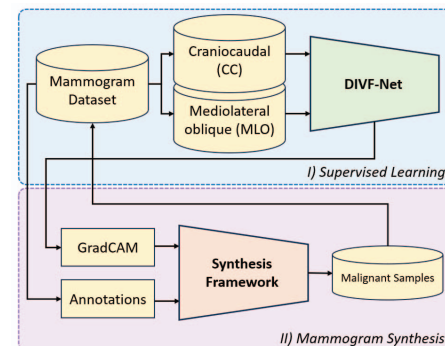 Mammogram
Dataset
Craniocaudal
(CC)
Mediolateral
oblique (MLO)
DIVF-Net
I) Supervised Learning
GradCAM
Annotations
Synthesis
Framework
Malignant Samples
II) Mammogram Synthesis